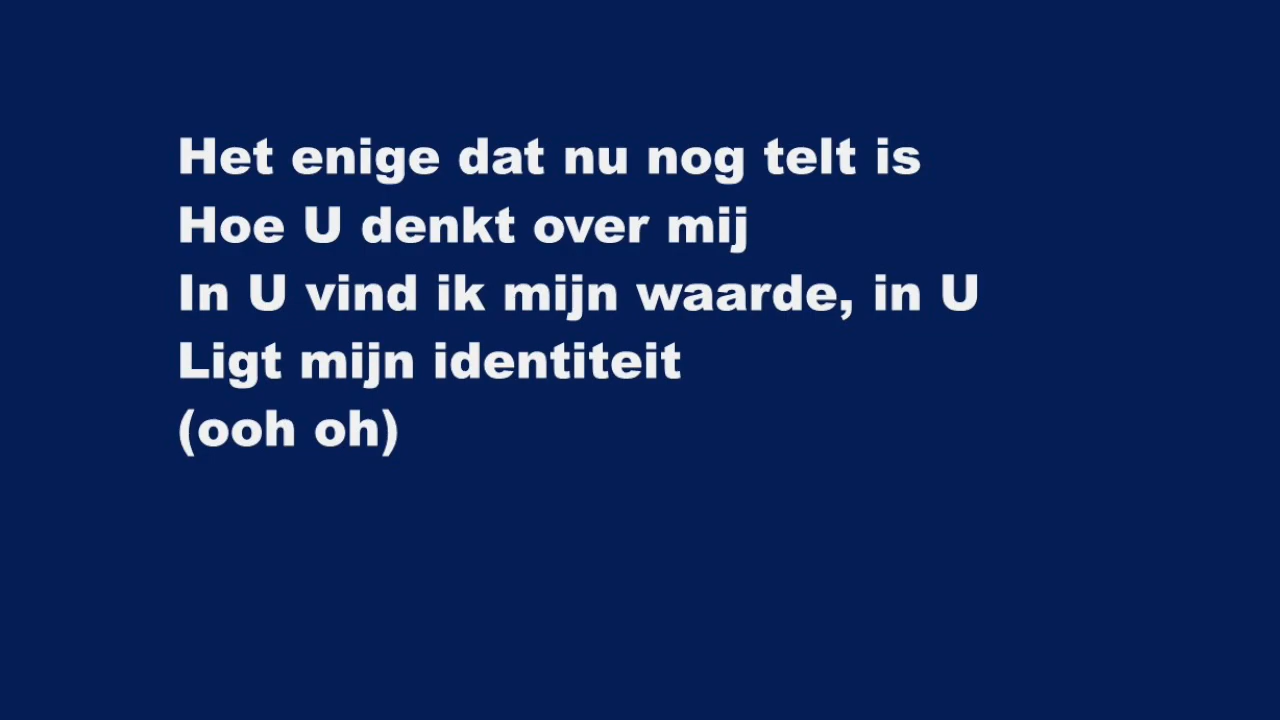 Het enige dat nu nog telt is
Hoe U denkt over mij
In U vind ik mijn waarde, in U
Ligt mijn identiteit
(ooh oh)